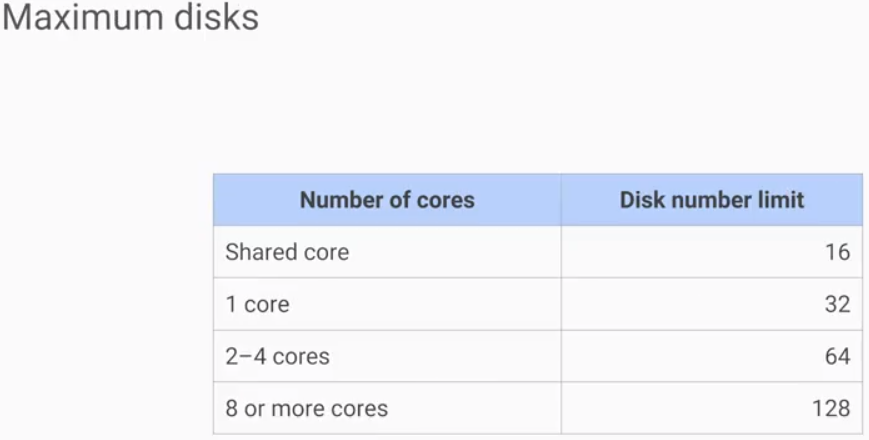 Maximum disks
Number of cores Disk number limit
Shared core 16
1 core 32
2–4 cores 64
8 or more cores 128